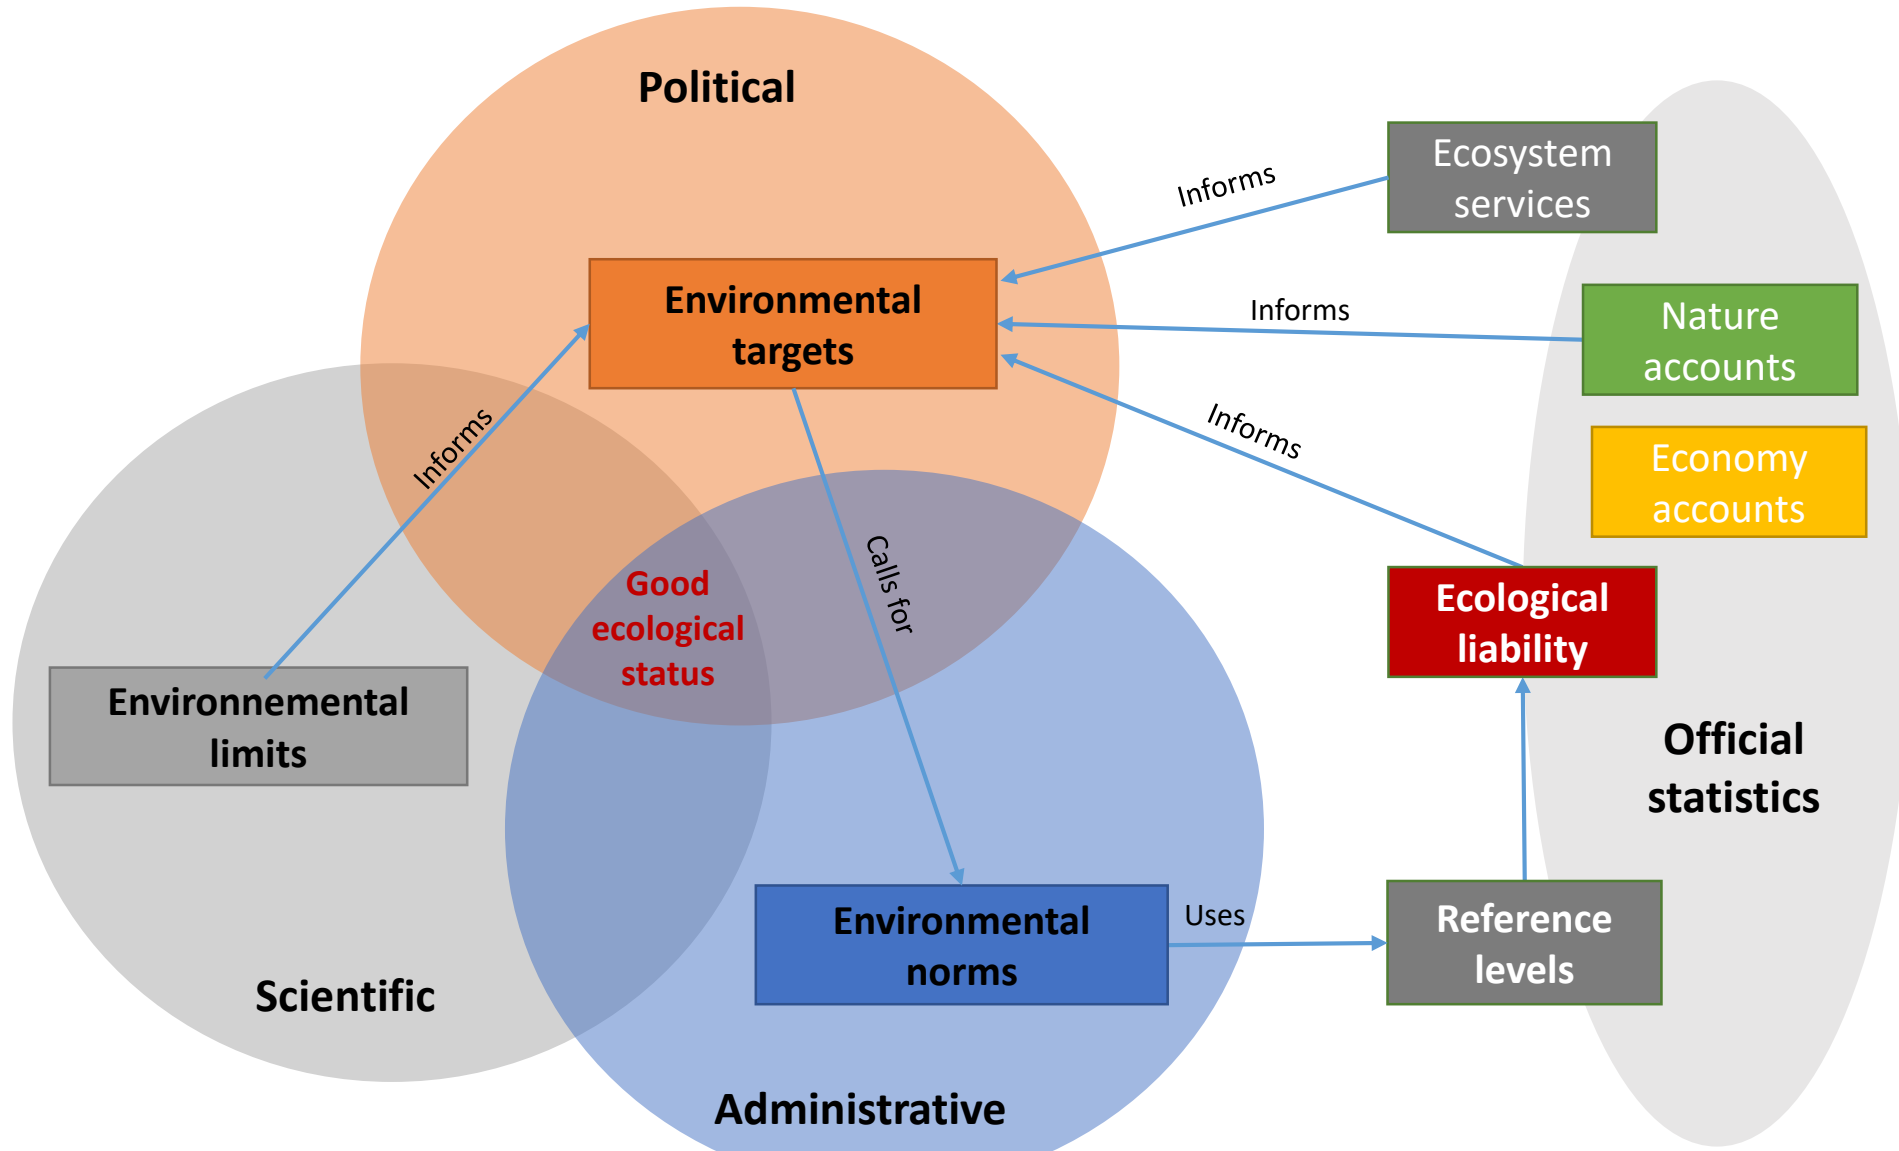 Political
Ecosystem
services
Informs
Environmental
targets
Informs
Nature
accounts
Informs
Informs
Economy
accounts
Calls for
Good
ecological
status
Ecological
liability
Environnemental
limits
Official
statistics
Environmental
norms
Uses
Reference
levels
Scientific
Administrative